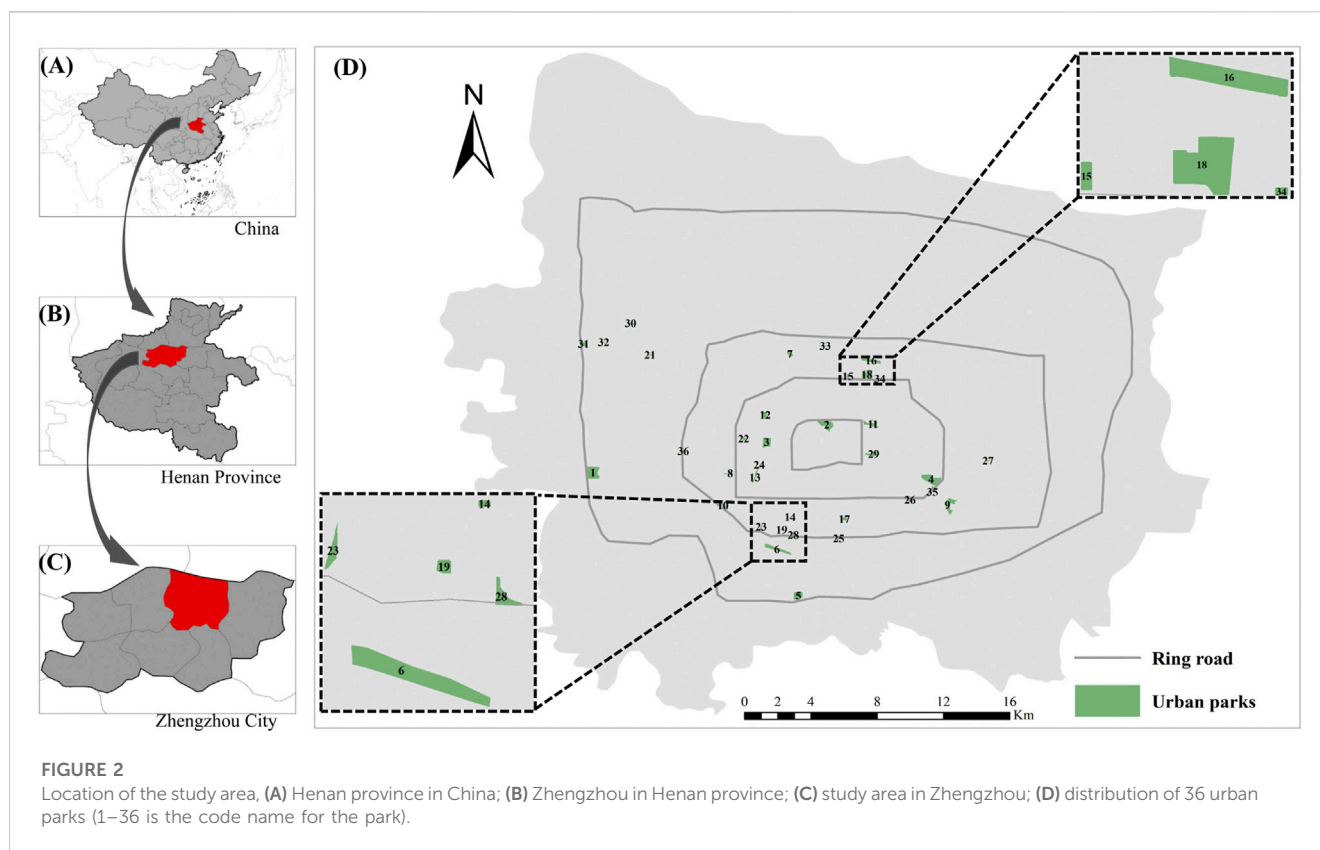 (A)
China
(B)
Henan Province
(C)
Zhengzhou City
(D)
N
16
18
15
34
30
31
32
21
7
33
16
15
18
34
12
2
11
22
3
36
29
24
27
1
8
13
4
35
26
9
10
14
17
23
19
28
25
6
5
14
23
19
28
6
Ring road
Urban parks
0 2 4 8 12 16
Km
FIGURE 2
Location of the study area, (A) Henan province in China; (B) Zhengzhou in Henan province; (C) study area in Zhengzhou; (D) distribution of 36 urban
parks (1–36 is the code name for the park).